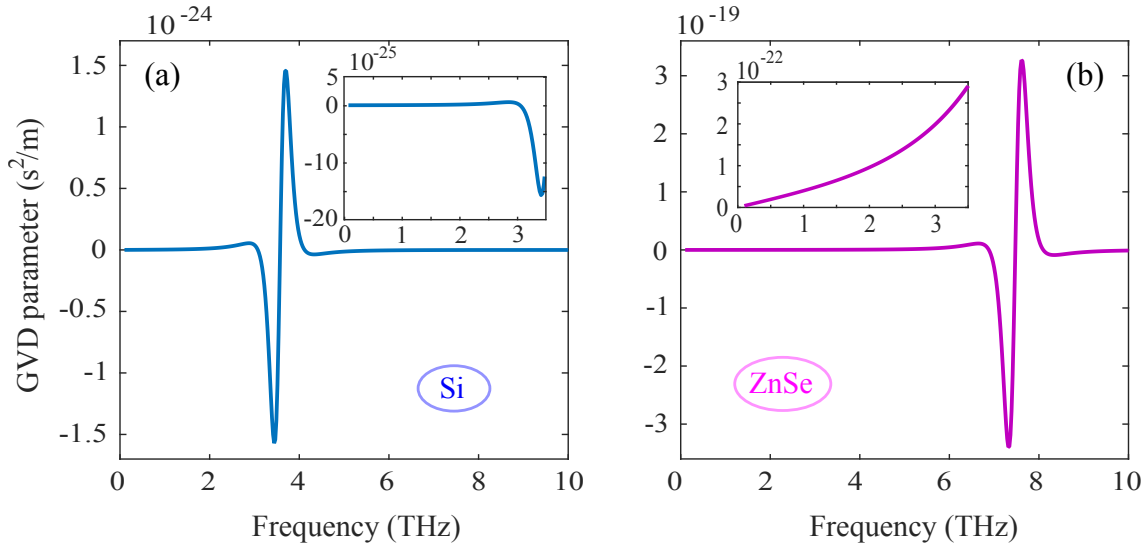 10^-24
(a)
GVD parameter (s²/m)
1.5
1
0.5
0
-0.5
-1
-1.5
0 2 4 6 8 10
Frequency (THz)
10^-25
5
0
-10
-20
0 1 2 3
Si
10^-19
(b)
3
2
1
0
-1
-2
-3
0 2 4 6 8 10
Frequency (THz)
10^-22
3
2
1
0
0 1 2 3
ZnSe